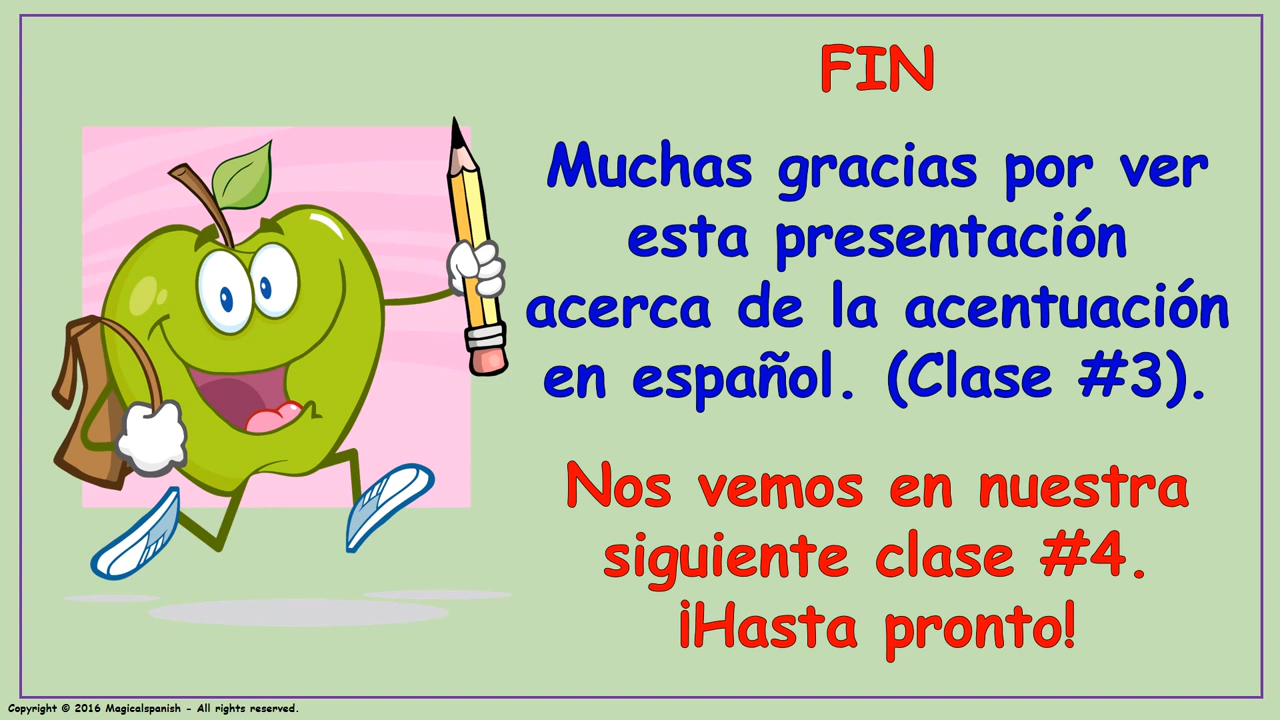 FIN
Muchas gracias por ver
esta presentación
acerca de la acentuación
en español. (Clase #3).
Nos vemos en nuestra
siguiente clase #4.
¡Hasta pronto!
Copyright © 2016 Magicalspanish - All rights reserved.